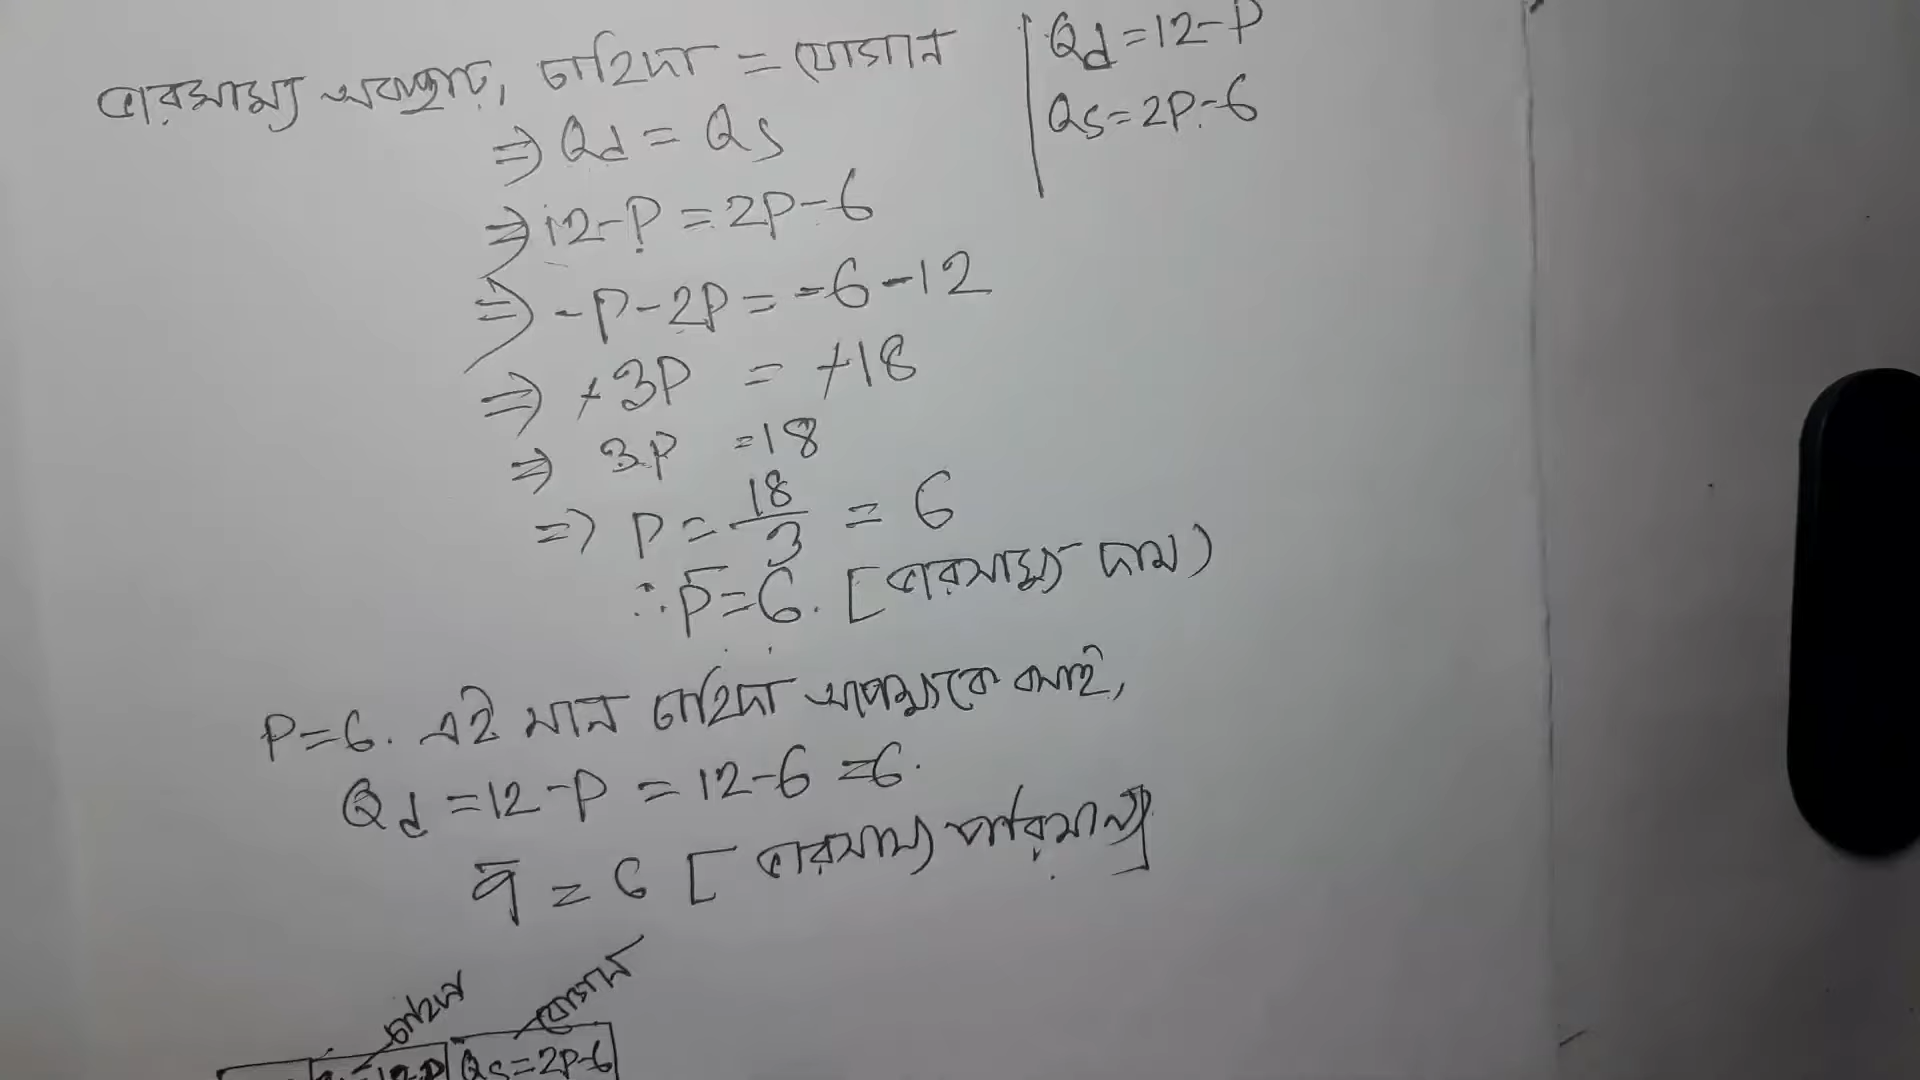 ভারসাম্য অবস্থায়, চাহিদা = যোগান
Qd = 12 - P
Qs = 2P - 6
⇒ Qd = Qs
⇒ 12 - P = 2P - 6
⇒ - P - 2P = - 6 - 12
⇒ +3P = +18
⇒ 3P = 18
⇒ P = 18/3 = 6
∴ P̅ = 6. [ভারসাম্য দাম)
P = 6. এই মান চাহিদা অপেক্ষকে বসাই,
Qd = 12 - P = 12 - 6 = 6.
q̅ = 6 [ভারসাম্য পরিমান]
চাহিদা যোগান
12-P Qs = 2P-6